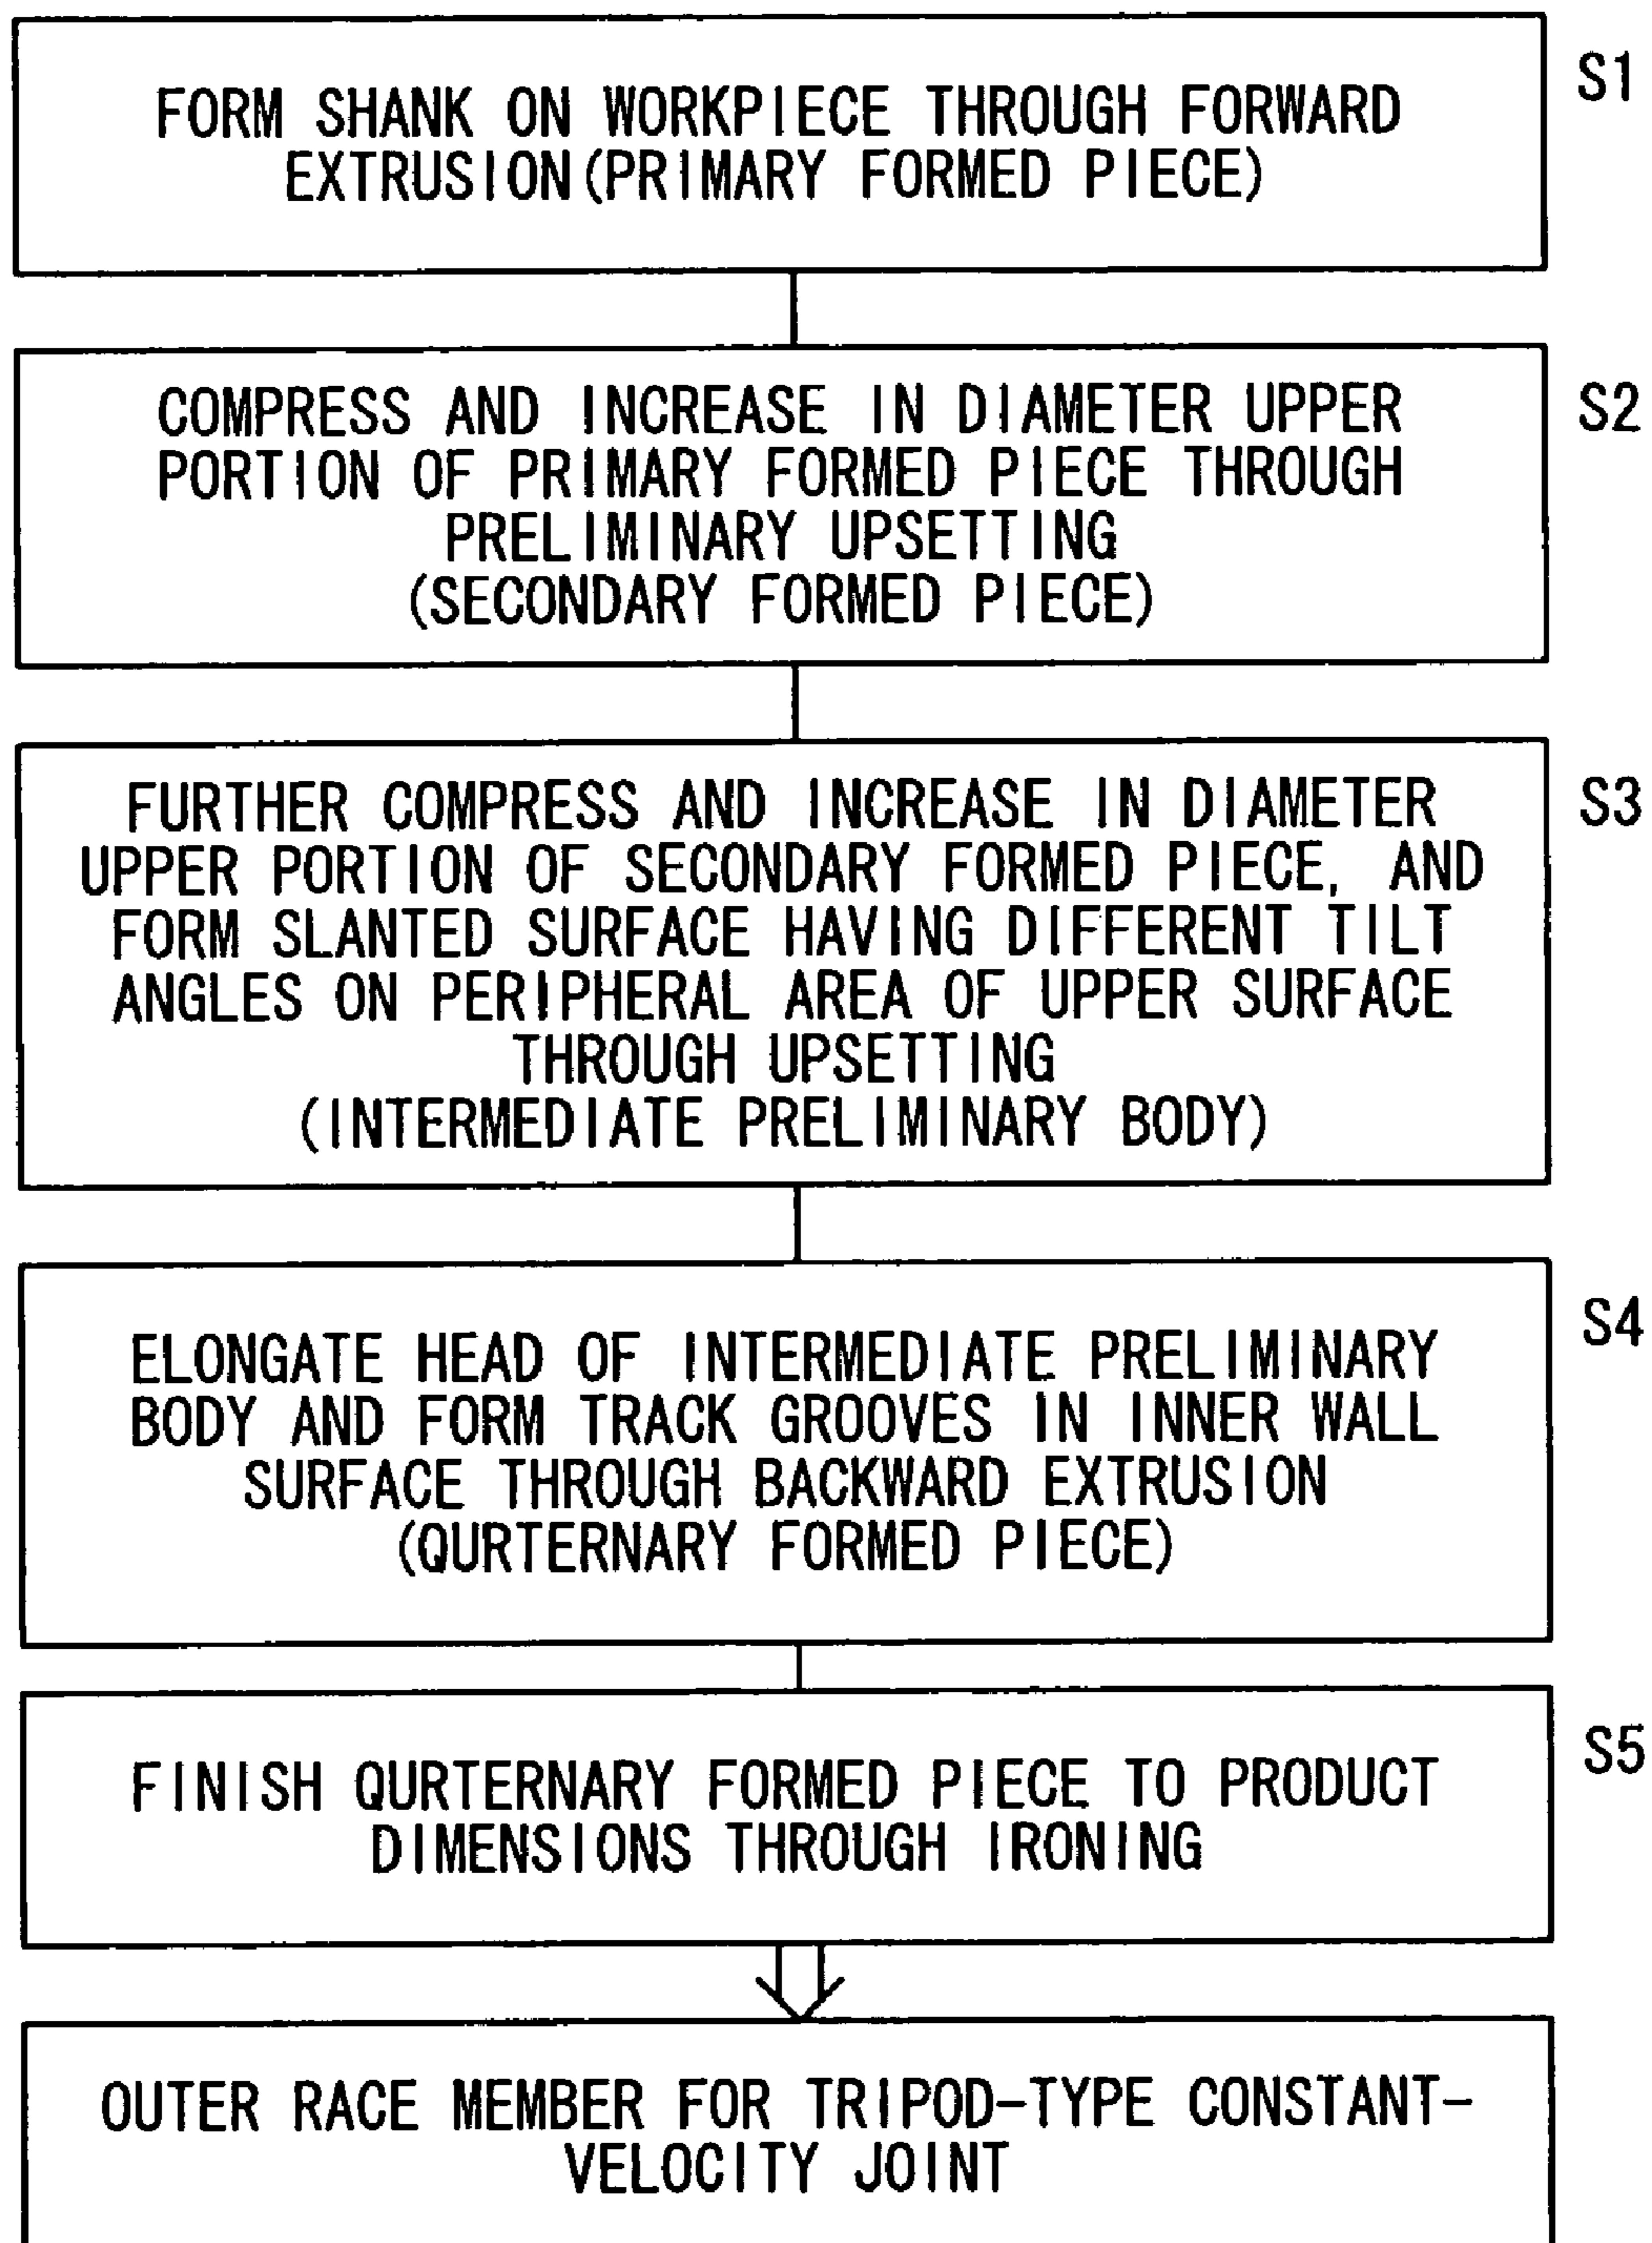 FORM SHANK ON WORKPIECE THROUGH FORWARD
EXTRUSION(PRIMARY FORMED PIECE)
S1
COMPRESS AND INCREASE IN DIAMETER UPPER
PORTION OF PRIMARY FORMED PIECE THROUGH
PRELIMINARY UPSETTING
(SECONDARY FORMED PIECE)
S2
FURTHER COMPRESS AND INCREASE IN DIAMETER
UPPER PORTION OF SECONDARY FORMED PIECE, AND
FORM SLANTED SURFACE HAVING DIFFERENT TILT
ANGLES ON PERIPHERAL AREA OF UPPER SURFACE
THROUGH UPSETTING
(INTERMEDIATE PRELIMINARY BODY)
S3
ELONGATE HEAD OF INTERMEDIATE PRELIMINARY
BODY AND FORM TRACK GROOVES IN INNER WALL
SURFACE THROUGH BACKWARD EXTRUSION
(QURTERNARY FORMED PIECE)
S4
FINISH QURTERNARY FORMED PIECE TO PRODUCT
DIMENSIONS THROUGH IRONING
S5
OUTER RACE MEMBER FOR TRIPOD-TYPE CONSTANT-
VELOCITY JOINT